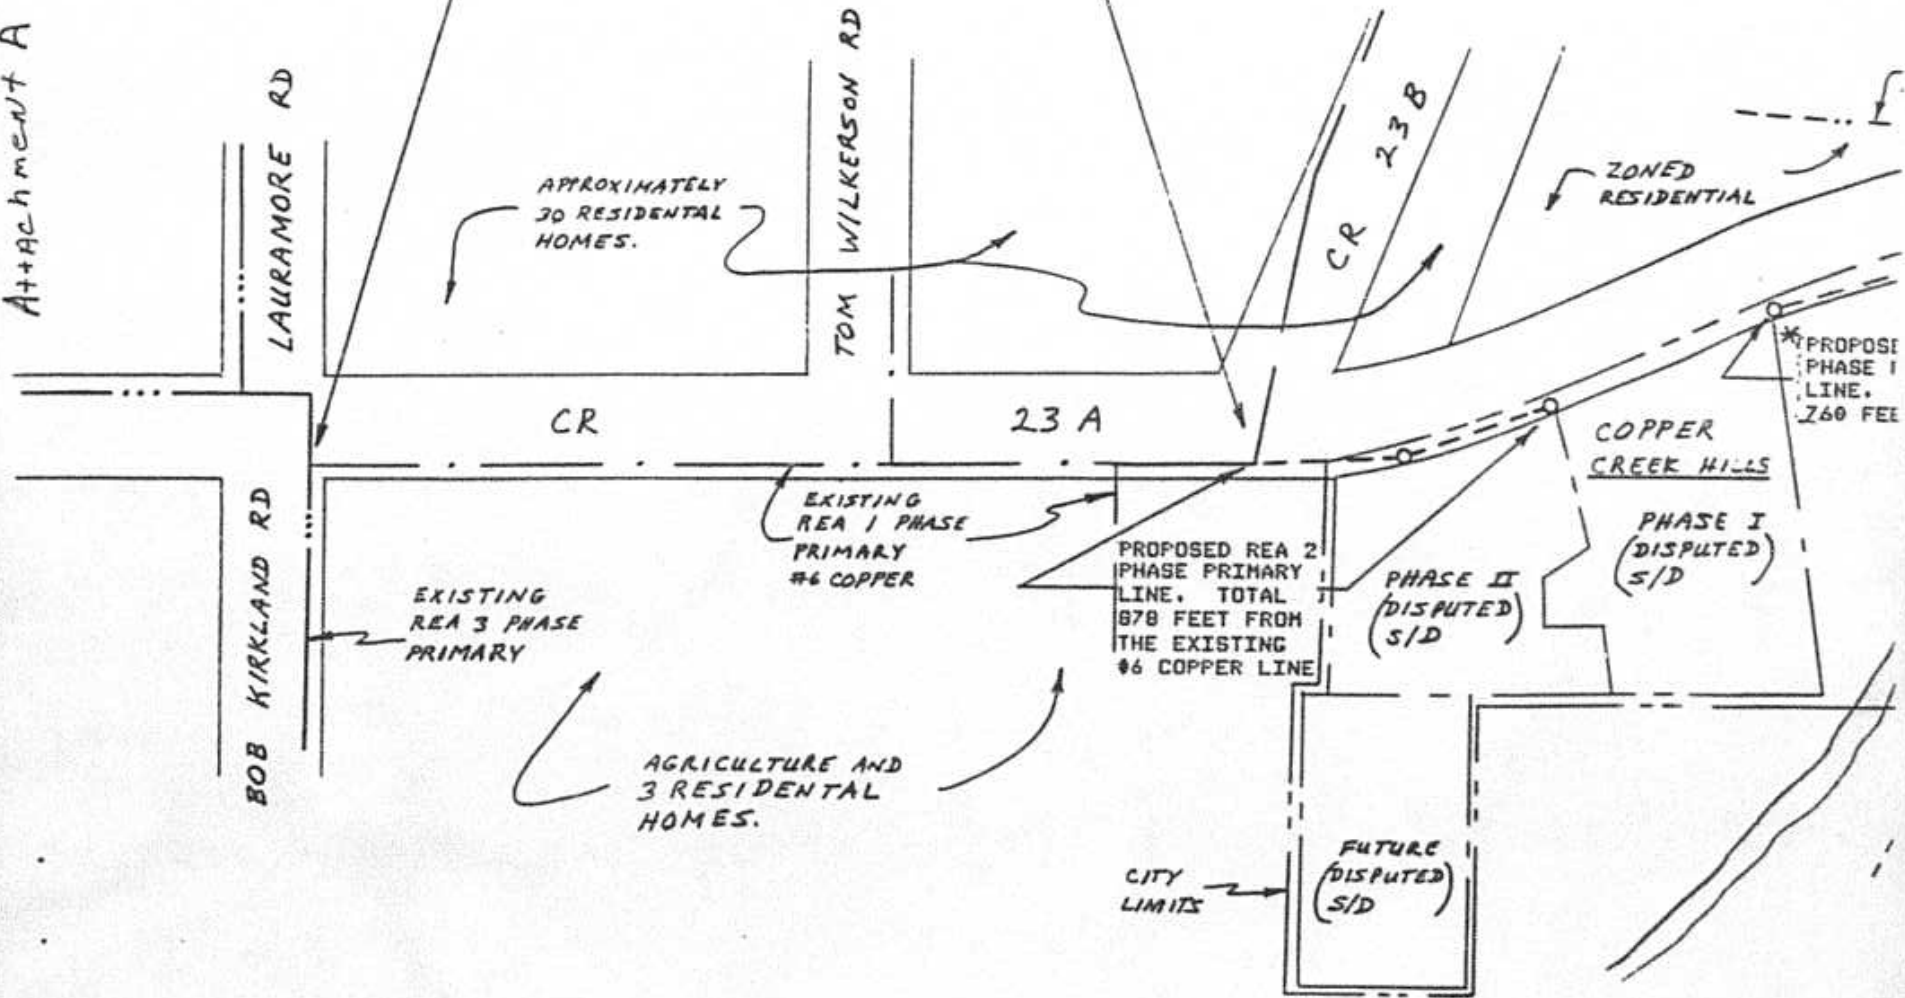 Attachment A
LAURAMORE RD
TOM WILKERSON RD
CR 23B
APPROXIMATELY
30 RESIDENTAL
HOMES.
ZONED
RESIDENTIAL
CR
23 A
PROPOSE
PHASE
LINE.
760 FEE
COPPER
CREEK HILLS
PHASE I
(DISPUTED)
S/D
EXISTING
REA 1 PHASE
PRIMARY
#6 COPPER
PROPOSED REA 2
PHASE PRIMARY
LINE. TOTAL
878 FEET FROM
THE EXISTING
#6 COPPER LINE
PHASE II
(DISPUTED)
S/D
BOB KIRKLAND RD
EXISTING
REA 3 PHASE
PRIMARY
AGRICULTURE AND
3 RESIDENTAL
HOMES.
CITY
LIMITS
FUTURE
(DISPUTED)
S/D